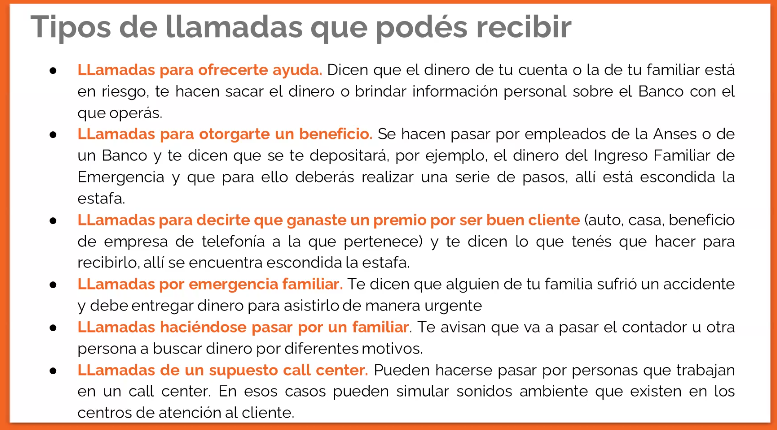 Tipos de llamadas que podés recibir
● LLamadas para ofrecerte ayuda. Dicen que el dinero de tu cuenta o la de tu familiar está
en riesgo, te hacen sacar el dinero o brindar información personal sobre el Banco con el
que operás.
● LLamadas para otorgarte un beneficio. Se hacen pasar por empleados de la Anses o de
un Banco y te dicen que se te depositará, por ejemplo, el dinero del Ingreso Familiar de
Emergencia y que para ello deberás realizar una serie de pasos, allí está escondida la
estafa.
● LLamadas para decirte que ganaste un premio por ser buen cliente (auto, casa, beneficio
de empresa de telefonía a la que pertenece) y te dicen lo que tenés que hacer para
recibirlo, allí se encuentra escondida la estafa.
● LLamadas por emergencia familiar. Te dicen que alguien de tu familia sufrió un accidente
y debe entregar dinero para asistirlo de manera urgente
● LLamadas haciéndose pasar por un familiar. Te avisan que va a pasar el contador u otra
persona a buscar dinero por diferentes motivos.
● LLamadas de un supuesto call center. Pueden hacerse pasar por personas que trabajan
en un call center. En esos casos pueden simular sonidos ambiente que existen en los
centros de atención al cliente.